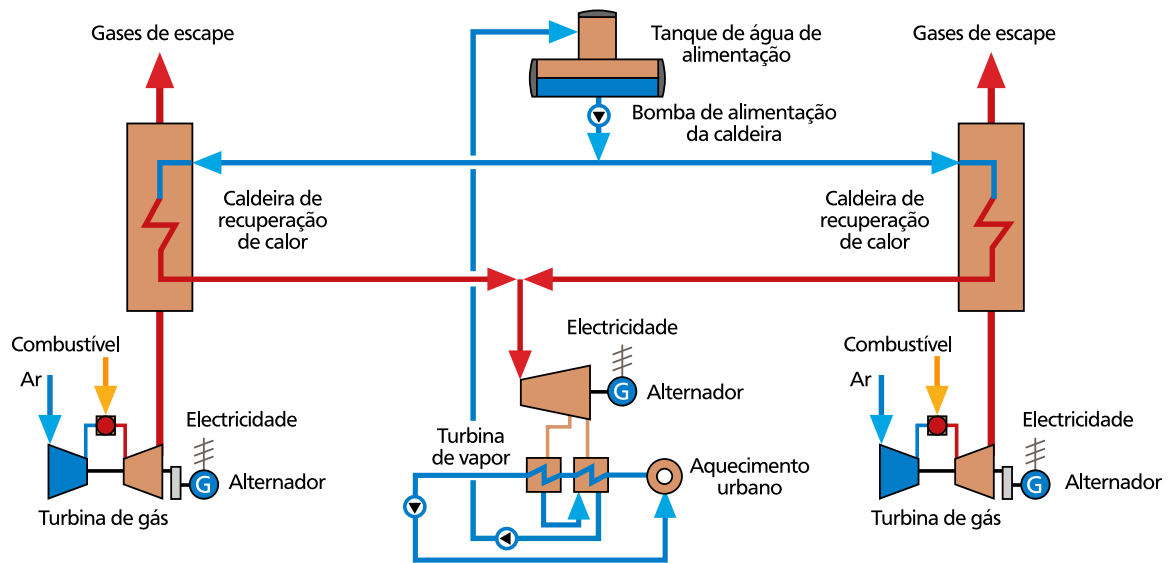 Gases de escape
Tanque de água de
alimentação
Gases de escape
Bomba de alimentação
da caldeira
Caldeira de
recuperação
de calor
Caldeira de
recuperação
de calor
Combustível
Ar
Electricidade
G
Alternador
Turbina de gás
Electricidade
G
Alternador
Turbina
de vapor
Aquecimento
urbano
Combustível
Ar
Electricidade
G
Alternador
Turbina de gás